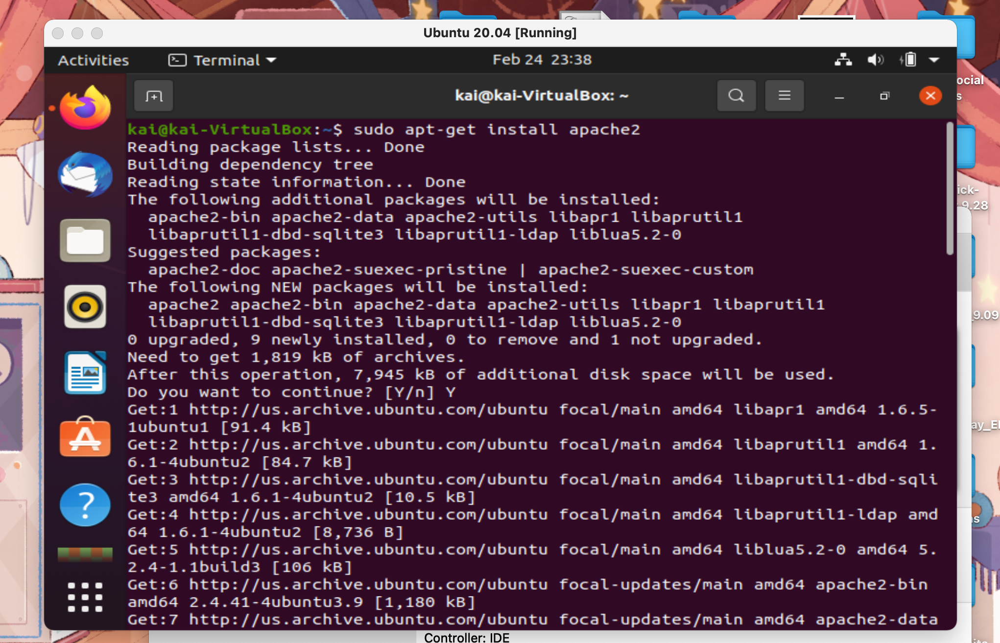 Ubuntu 20.04 [Running]
Activities
Terminal
Feb 24 23:38
kai@kai-VirtualBox: ~
kai@kai-VirtualBox:~$ sudo apt-get install apache2
Reading package lists... Done
Building dependency tree
Reading state information... Done
The following additional packages will be installed:
apache2-bin apache2-data apache2-utils libapr1 libaprutil1
libaprutil1-dbd-sqlite3 libaprutil1-ldap liblua5.2-0
Suggested packages:
apache2-doc apache2-suexec-pristine | apache2-suexec-custom
The following NEW packages will be installed:
apache2 apache2-bin apache2-data apache2-utils libapr1 libaprutil1
libaprutil1-dbd-sqlite3 libaprutil1-ldap liblua5.2-0
0 upgraded, 9 newly installed, 0 to remove and 1 not upgraded.
Need to get 1,819 kB of archives.
After this operation, 7,945 kB of additional disk space will be used.
Do you want to continue? [Y/n] Y
Get:1 http://us.archive.ubuntu.com/ubuntu focal/main amd64 libapr1 amd64 1.6.5-
1ubuntu1 [91.4 kB]
Get:2 http://us.archive.ubuntu.com/ubuntu focal/main amd64 libaprutil1 amd64 1.
6.1-4ubuntu2 [84.7 kB]
Get:3 http://us.archive.ubuntu.com/ubuntu focal/main amd64 libaprutil1-dbd-sqli
te3 amd64 1.6.1-4ubuntu2 [10.5 kB]
Get:4 http://us.archive.ubuntu.com/ubuntu focal/main amd64 libaprutil1-ldap amd
64 1.6.1-4ubuntu2 [8,736 B]
Get:5 http://us.archive.ubuntu.com/ubuntu focal/main amd64 liblua5.2-0 amd64 5.
2.4-1.1build3 [106 kB]
Get:6 http://us.archive.ubuntu.com/ubuntu focal-updates/main amd64 apache2-bin
amd64 2.4.41-4ubuntu3.9 [1,180 kB]
Get:7 http://us.archive.ubuntu.com/ubuntu focal-updates/main amd64 apache2-data
ocial
s
ick-
9.28
9.09
Controller: IDE